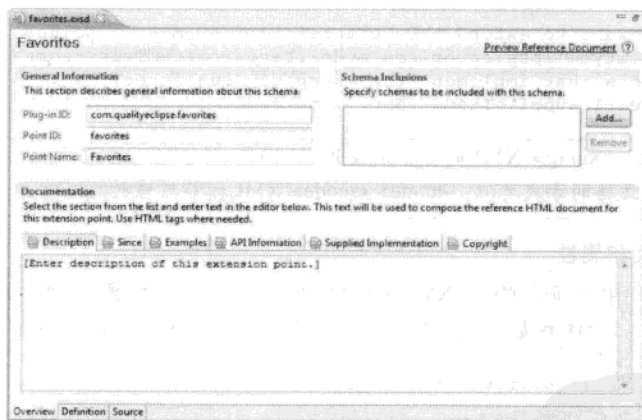 favorites.exsd
Favorites
Preview Reference Document
General Information
This section describes general information about this schema.
Plug-in ID: com.qualityeclipse.favorites
Point ID: favorites
Point Name: Favorites
Schema Inclusions
Specify schemas to be included with this schema.
Add...
Remove
Documentation
Select the section from the list and enter text in the editor below. This text will be used to compose the reference HTML document for
this extension point. Use HTML tags where needed.
Description Since Examples API Information Supplied Implementation Copyright
[Enter description of this extension point.]
Overview Definition Source